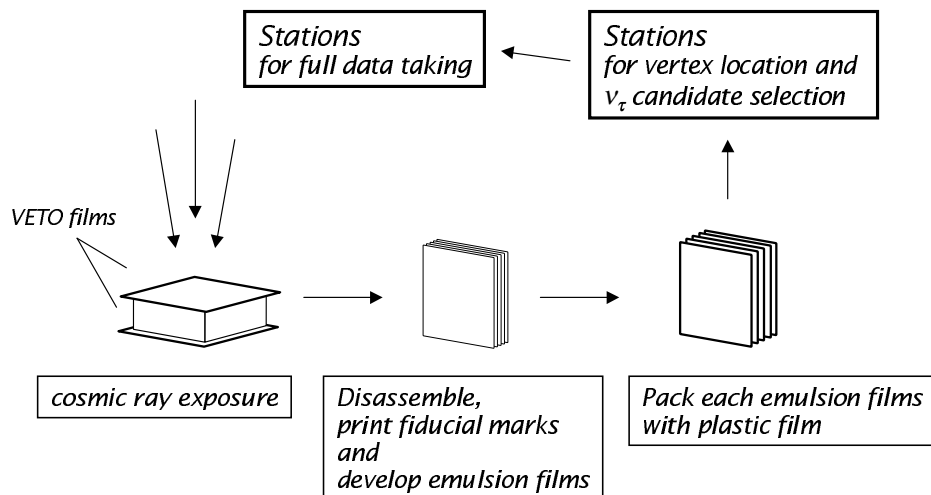 Stations
for full data taking
Stations
for vertex location and
ντ candidate selection
VETO films
cosmic ray exposure
Disassemble,
print fiducial marks
and
develop emulsion films
Pack each emulsion films
with plastic film